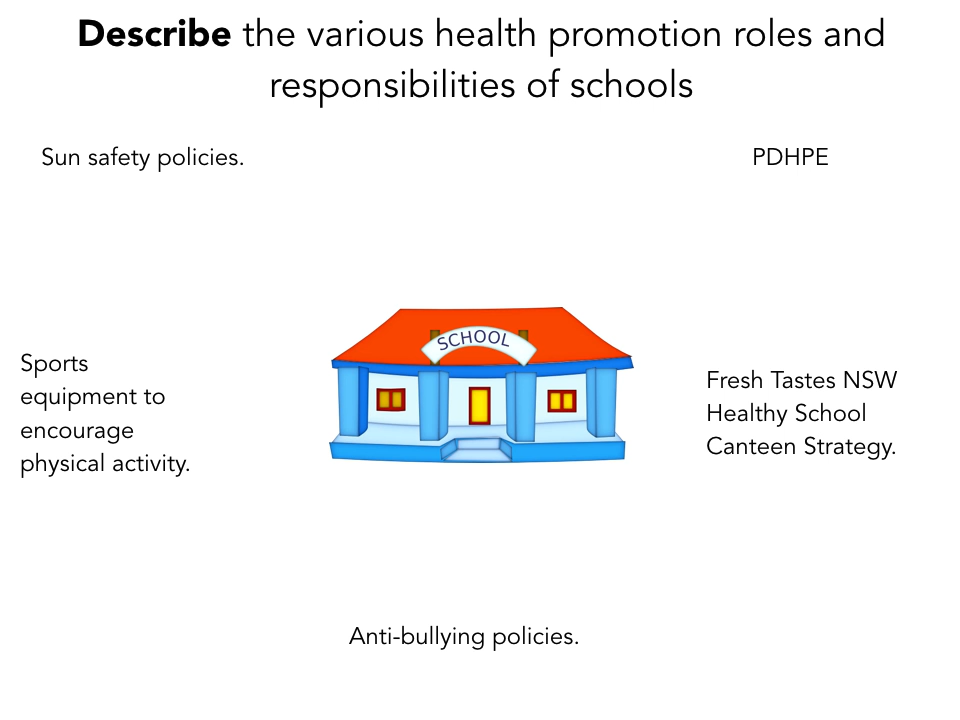 Describe the various health promotion roles and
responsibilities of schools
Sun safety policies.
PDHPE
SCHOOL
Sports
equipment to
encourage
physical activity.
Fresh Tastes NSW
Healthy School
Canteen Strategy.
Anti-bullying policies.